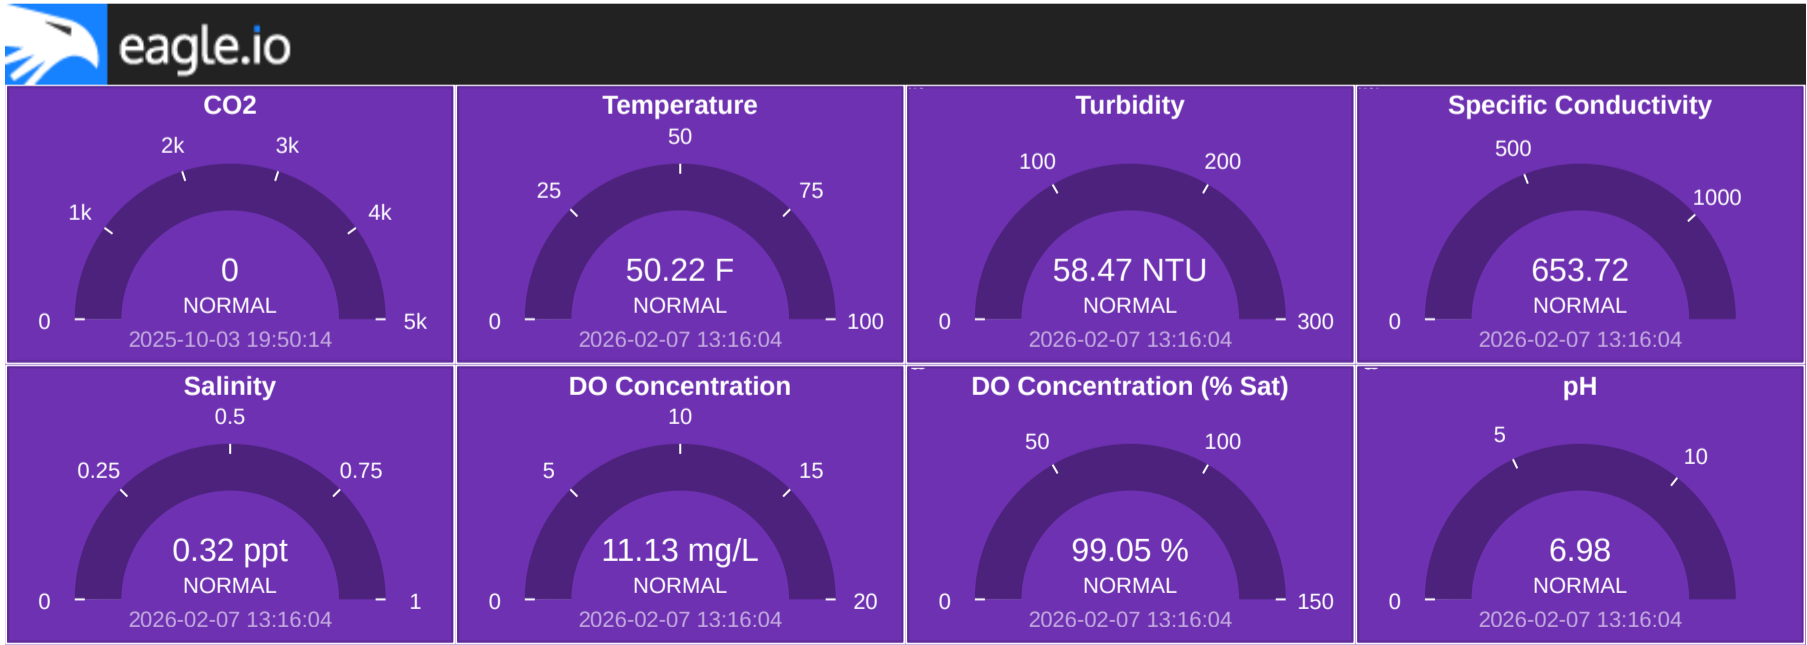 eagle.io
CO2
2k
3k
1k
4k
0
NORMAL
0
5k
2025-10-03 19:50:14
Temperature
50
25
75
50.22 F
NORMAL
0
100
2026-02-07 13:16:04
Turbidity
100
200
58.47 NTU
NORMAL
0
300
2026-02-07 13:16:04
Specific Conductivity
500
1000
653.72
NORMAL
0
2026-02-07 13:16:04
Salinity
0.5
0.25
0.75
0.32 ppt
NORMAL
0
1
2026-02-07 13:16:04
DO Concentration
10
5
15
11.13 mg/L
NORMAL
0
20
2026-02-07 13:16:04
DO Concentration (% Sat)
50
100
99.05 %
NORMAL
0
150
2026-02-07 13:16:04
pH
5
10
6.98
NORMAL
0
2026-02-07 13:16:04